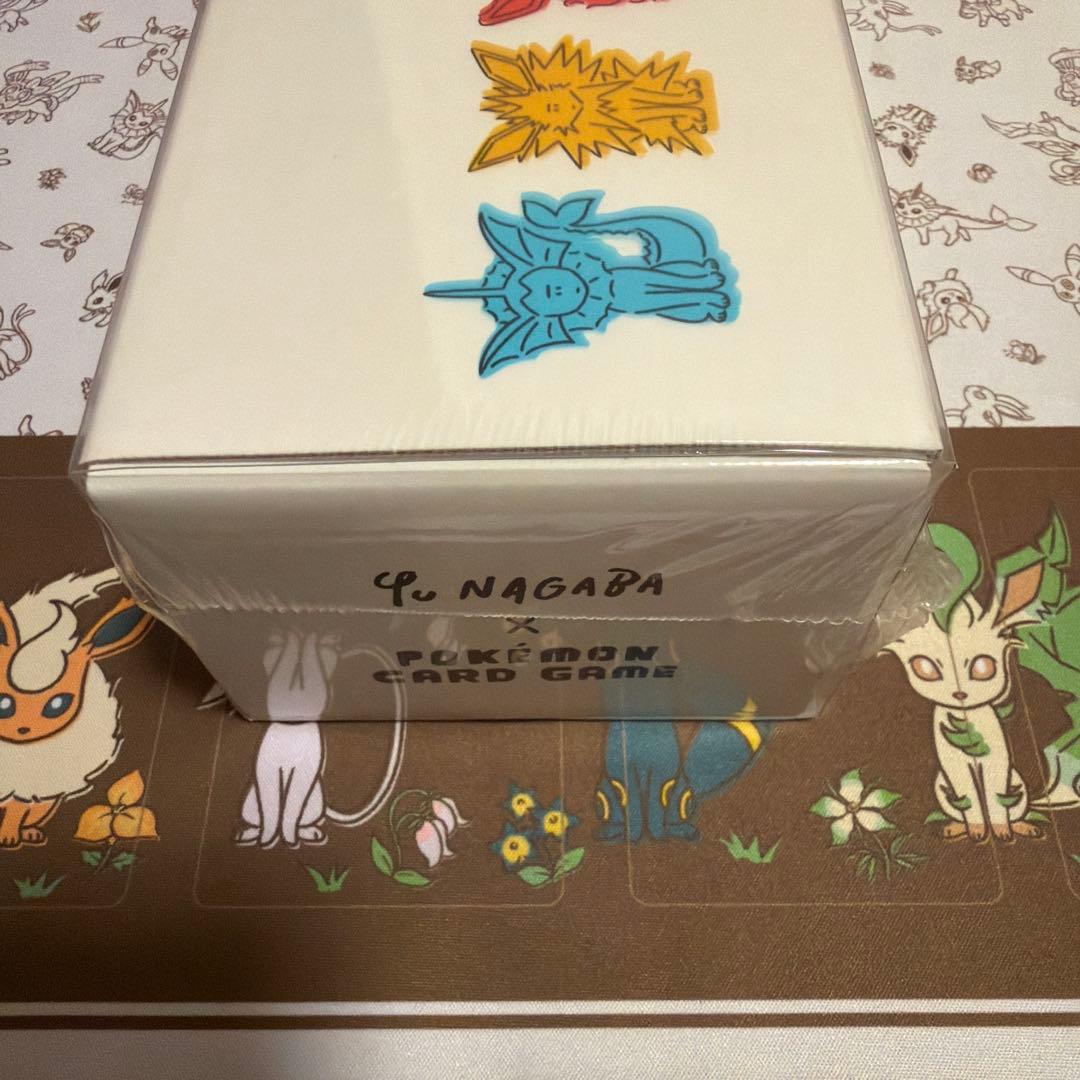 Yu NAGABA
×
POKÉMON
CARD GAME